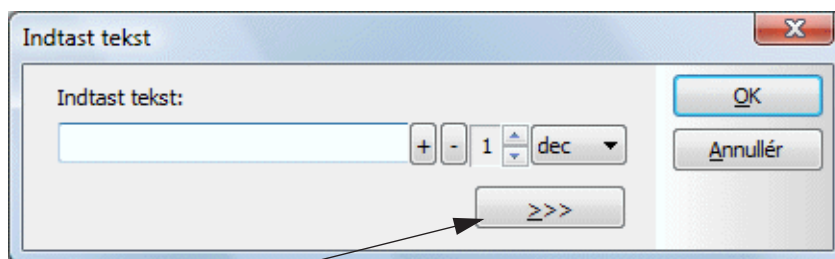 Indtast tekst
Indtast tekst:
+ - 1 dec
>>>
OK
Annullér